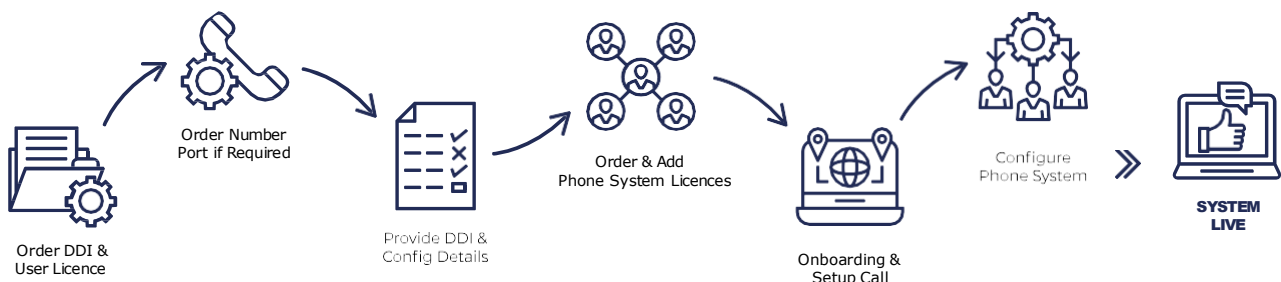 Order DDI &
User Licence
Order Number
Port if Required
Provide DDI &
Config Details
Order & Add
Phone System Licences
Onboarding &
Setup Call
Configure
Phone System
SYSTEM
LIVE